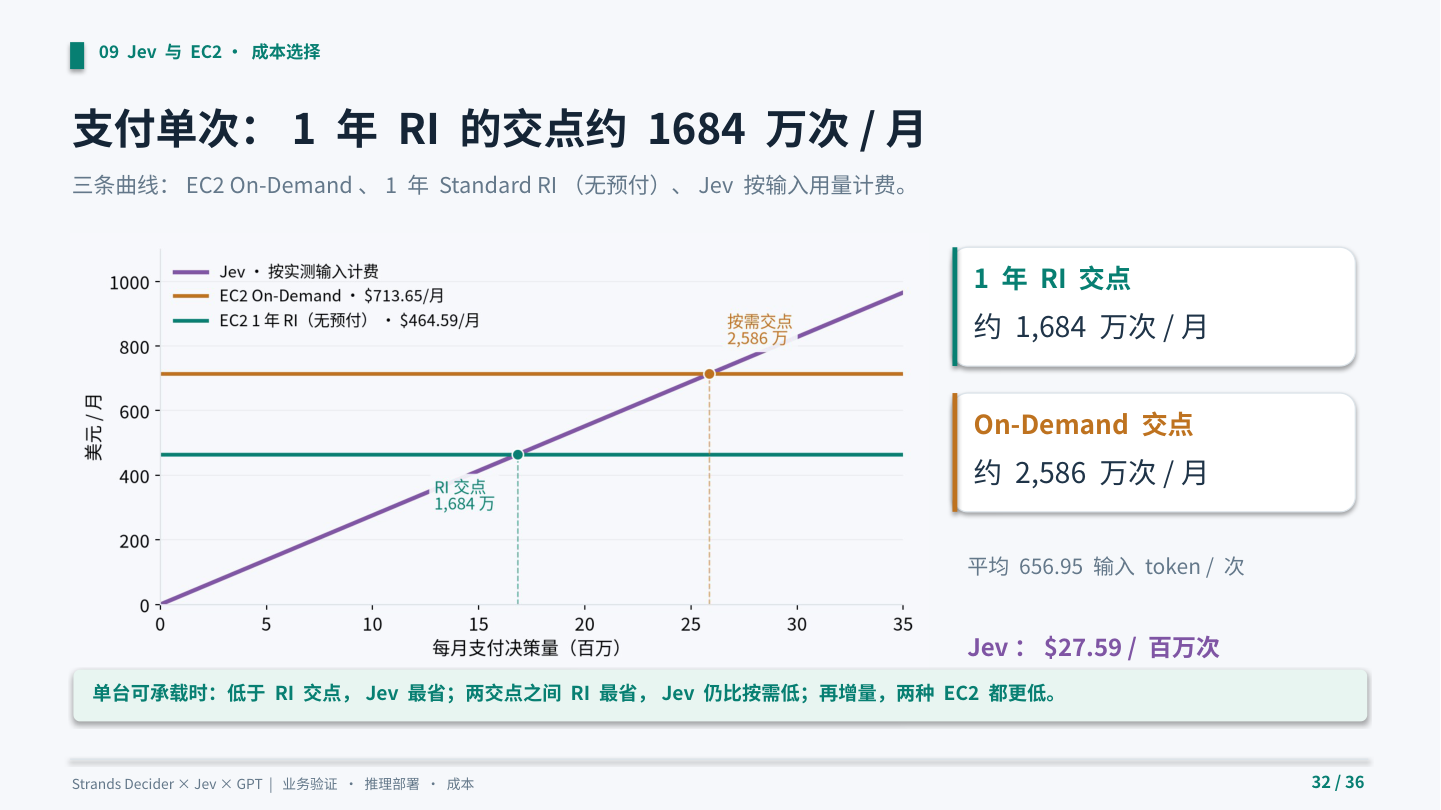 09 Jev 与 EC2 · 成本选择
支付单次： 1 年 RI 的交点约 1684 万次 / 月
三条曲线： EC2 On-Demand 、 1 年 Standard RI （无预付）、 Jev 按输入用量计费。
Jev · 按实测输入计费
EC2 On-Demand · $713.65/月
EC2 1 年 RI（无预付） · $464.59/月
美元 / 月
1000
800
600
400
200
0
按需交点
2,586 万
RI 交点
1,684 万
0 5 10 15 20 25 30 35
每月支付决策量（百万）
1 年 RI 交点
约 1,684 万次 / 月
On-Demand 交点
约 2,586 万次 / 月
平均 656.95 输入 token / 次
Jev ： $27.59 / 百万次
单台可承载时：低于 RI 交点， Jev 最省；两交点之间 RI 最省， Jev 仍比按需低；再增量，两种 EC2 都更低。
Strands Decider × Jev × GPT | 业务验证 · 推理部署 · 成本
32 / 36